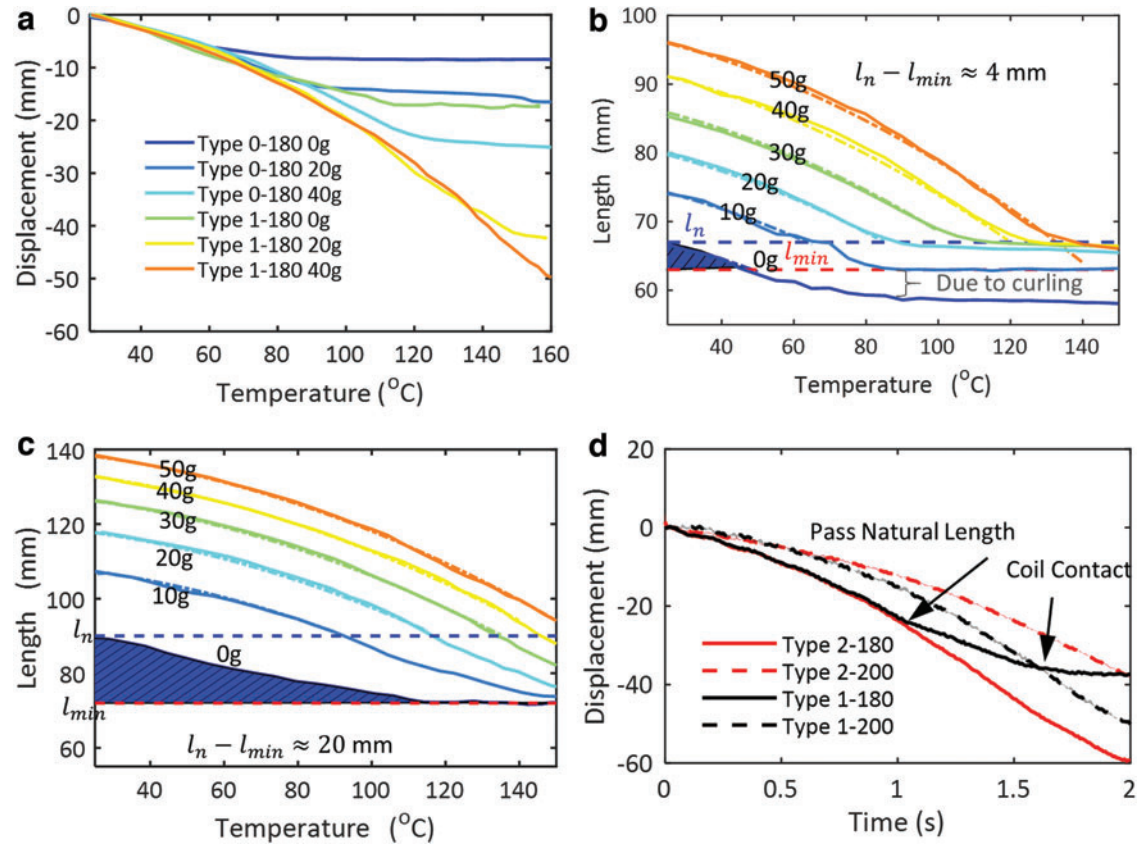 a
0
-10
-20
-30
-40
-50
-60
Displacement (mm)
Type 0-180 0g
Type 0-180 20g
Type 0-180 40g
Type 1-180 0g
Type 1-180 20g
Type 1-180 40g
40 60 80 100 120 140 160
Temperature (°C)
b
100
90
80
70
60
Length (mm)
l_n - l_min ≈ 4 mm
50g
40g
30g
20g
10g
l_n
l_min
0g
Due to curling
40 60 80 100 120 140
Temperature (°C)
c
140
120
100
l_n
80
l_min
60
Length (mm)
50g
40g
30g
20g
10g
0g
l_n - l_min ≈ 20 mm
40 60 80 100 120 140
Temperature (°C)
d
20
0
-20
-40
-60
Displacement (mm)
Pass Natural Length
Coil Contact
Type 2-180
Type 2-200
Type 1-180
Type 1-200
0 0.5 1 1.5 2
Time (s)